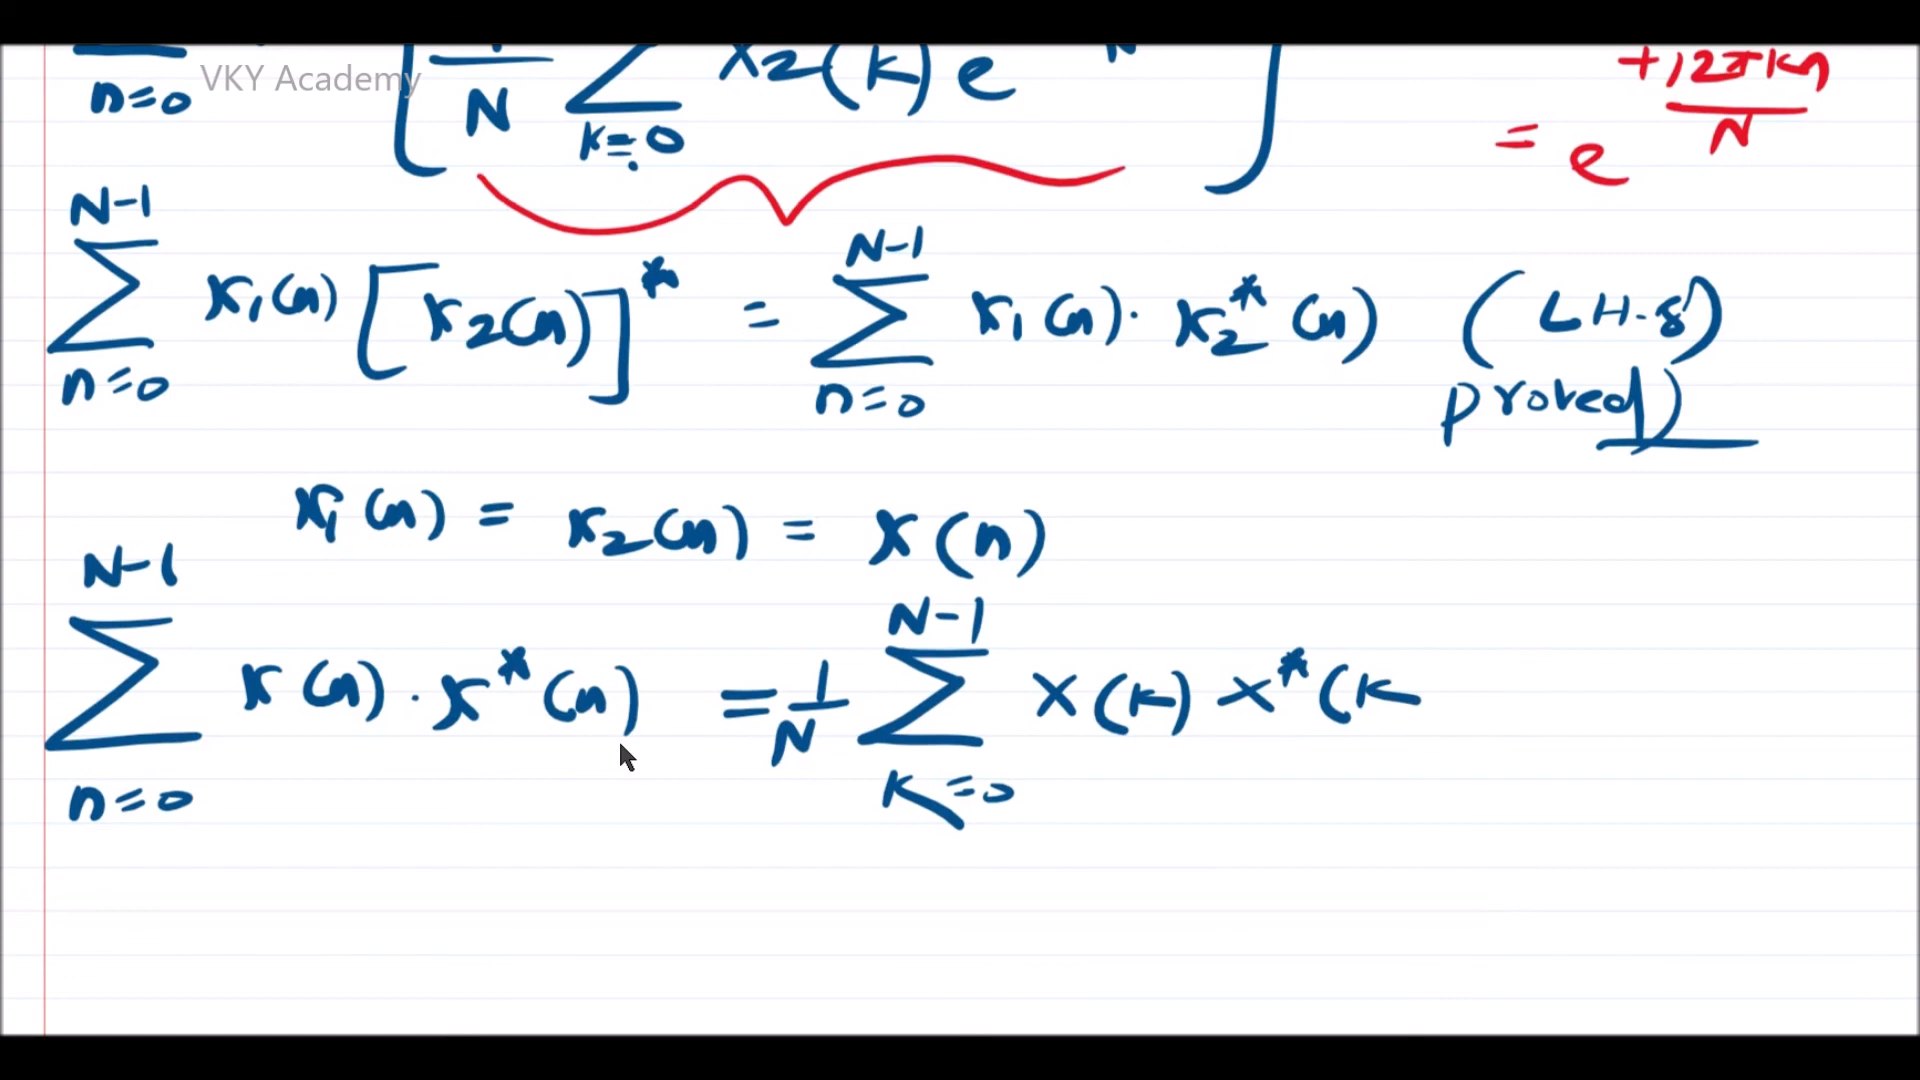 n=0 [ 1/N ∑ k=0 x2(k) e N ] = e +j2πkn/N
VKY Academy
N-1 ∑ n=0 x1(n) [x2(n)]* = N-1 ∑ n=0 x1(n) . x2*(n) (LH.S)
proved)
x1(n) = x2(n) = x(n)
N-1 ∑ n=0 x(n) . x*(n) = 1/N N-1 ∑ k=0 X(k) X*(k